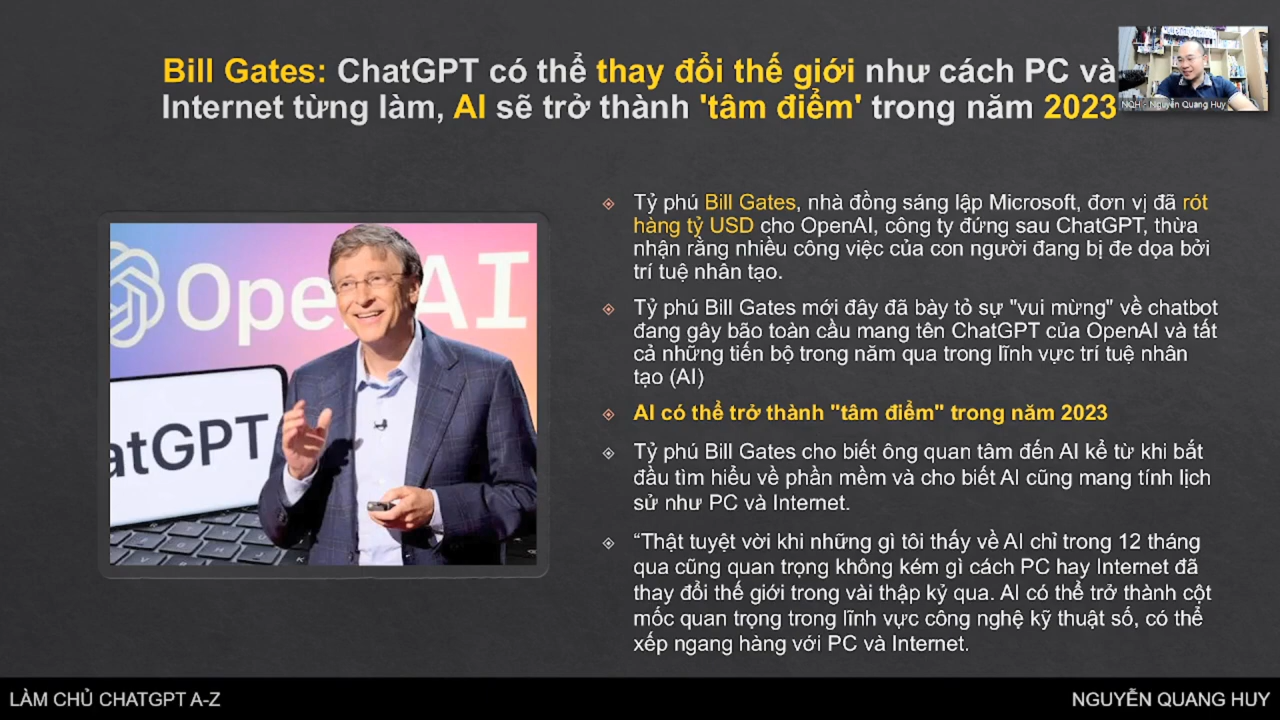 Bill Gates: ChatGPT có thể thay đổi thế giới như cách PC và
Internet từng làm, AI sẽ trở thành 'tâm điểm' trong năm 2023
NQH - Nguyễn Quang Huy
Tỷ phú Bill Gates, nhà đồng sáng lập Microsoft, đơn vị đã rót
hàng tỷ USD cho OpenAI, công ty đứng sau ChatGPT, thừa
nhận rằng nhiều công việc của con người đang bị đe dọa bởi
trí tuệ nhân tạo.
Tỷ phú Bill Gates mới đây đã bày tỏ sự "vui mừng" về chatbot
đang gây bão toàn cầu mang tên ChatGPT của OpenAI và tất
cả những tiến bộ trong năm qua trong lĩnh vực trí tuệ nhân
tạo (AI)
AI có thể trở thành "tâm điểm" trong năm 2023
Tỷ phú Bill Gates cho biết ông quan tâm đến AI kể từ khi bắt
đầu tìm hiểu về phần mềm và cho biết AI cũng mang tính lịch
sử như PC và Internet.
“Thật tuyệt vời khi những gì tôi thấy về AI chỉ trong 12 tháng
qua cũng quan trọng không kém gì cách PC hay Internet đã
thay đổi thế giới trong vài thập kỷ qua. AI có thể trở thành cột
mốc quan trọng trong lĩnh vực công nghệ kỹ thuật số, có thể
xếp ngang hàng với PC và Internet.
Ope AI
atGPT
LÀM CHỦ CHATGPT A-Z
NGUYỄN QUANG HUY